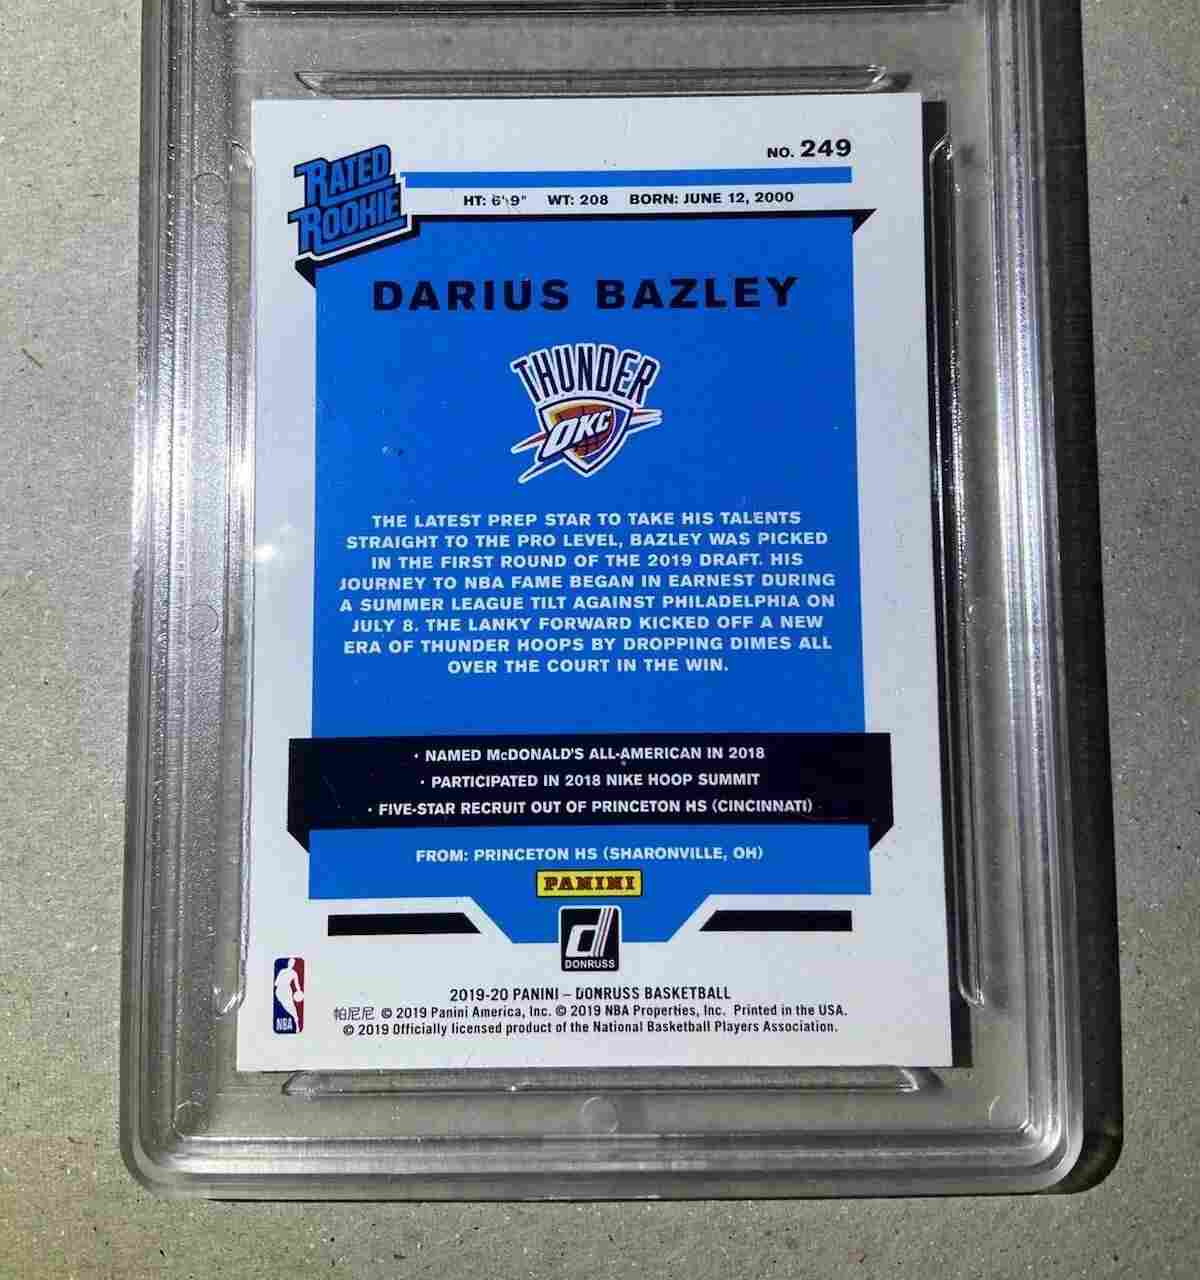 RATED
ROOKIE
NO. 249
HT: 6'9" WT: 208 BORN: JUNE 12, 2000
DARIUS BAZLEY
THUNDER
OKC
THE LATEST PREP STAR TO TAKE HIS TALENTS
STRAIGHT TO THE PRO LEVEL, BAZLEY WAS PICKED
IN THE FIRST ROUND OF THE 2019 DRAFT. HIS
JOURNEY TO NBA FAME BEGAN IN EARNEST DURING
A SUMMER LEAGUE TILT AGAINST PHILADELPHIA ON
JULY 8. THE LANKY FORWARD KICKED OFF A NEW
ERA OF THUNDER HOOPS BY DROPPING DIMES ALL
OVER THE COURT IN THE WIN.
· NAMED McDONALD'S ALL-AMERICAN IN 2018
· PARTICIPATED IN 2018 NIKE HOOP SUMMIT
· FIVE-STAR RECRUIT OUT OF PRINCETON HS (CINCINNATI)
FROM: PRINCETON HS (SHARONVILLE, OH)
PANINI
d
DONRUSS
NBA
2019-20 PANINI – DONRUSS BASKETBALL
帕尼尼 © 2019 Panini America, Inc. © 2019 NBA Properties, Inc. Printed in the USA.
© 2019 Officially licensed product of the National Basketball Players Association.